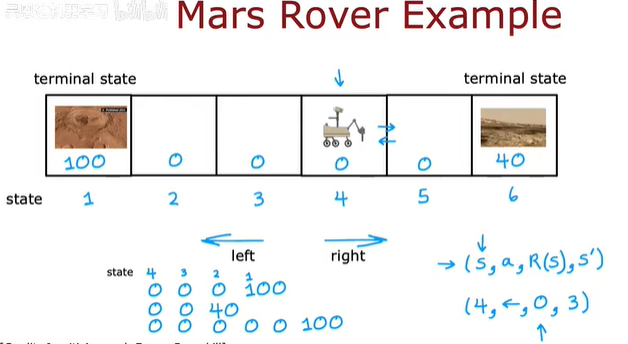 Mars Rover Example
terminal state terminal state
100 0 0 0 0 40
state 1 2 3 4 5 6
left right
state 4 3 2 1
0 0 0 100
0 0 40
0 0 0 0 0 100
→ (s, a, R(s), s')
(4, ←, 0, 3)